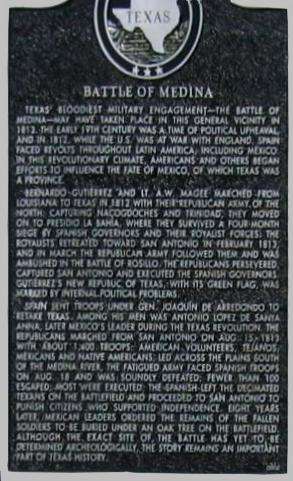 TEXAS
BATTLE OF MEDINA
TEXAS' BLOODIEST MILITARY ENGAGEMENT—THE BATTLE OF
MEDINA—MAY HAVE TAKEN PLACE IN THIS GENERAL VICINITY IN
1813. THE EARLY 19TH CENTURY WAS A TIME OF POLITICAL UPHEAVAL,
AND IN 1812, WHILE THE U.S. WAS AT WAR WITH ENGLAND, SPAIN
FACED REVOLTS THROUGHOUT LATIN AMERICA, INCLUDING MEXICO.
IN THIS REVOLUTIONARY CLIMATE, AMERICANS AND OTHERS BEGAN
EFFORTS TO INFLUENCE THE FATE OF MEXICO, OF WHICH TEXAS WAS
A PROVINCE.
BERNARDO GUTIÉRREZ AND LT. A.W. MAGEE MARCHED FROM
LOUISIANA TO TEXAS IN 1812 WITH THEIR REPUBLICAN ARMY OF THE
NORTH. CAPTURING NACOGDOCHES AND TRINIDAD, THEY MOVED
ON TO PRESIDIO LA BAHIA, WHERE THEY SURVIVED A FOUR-MONTH
SIEGE BY SPANISH GOVERNORS AND THEIR ROYALIST FORCES. THE
ROYALISTS RETREATED TOWARD SAN ANTONIO IN FEBRUARY 1813,
AND IN MARCH THE REPUBLICAN ARMY FOLLOWED THEM AND WAS
AMBUSHED IN THE BATTLE OF ROSILLO. THE REPUBLICANS PERSEVERED,
CAPTURED SAN ANTONIO AND EXECUTED THE SPANISH GOVERNORS.
GUTIÉRREZ'S NEW REPUBLIC OF TEXAS, WITH ITS GREEN FLAG, WAS
MARKED BY INTERNAL POLITICAL PROBLEMS.
SPAIN SENT TROOPS UNDER GEN. JOAQUÍN DE ARREDONDO TO
RETAKE TEXAS. AMONG HIS MEN WAS ANTONIO LÓPEZ DE SANTA
ANNA, LATER MEXICO'S LEADER DURING THE TEXAS REVOLUTION. THE
REPUBLICANS MARCHED FROM SAN ANTONIO ON AUG. 15, 1813
WITH ABOUT 1,400 TROOPS: AMERICAN VOLUNTEERS, TEJANOS,
MEXICANS AND NATIVE AMERICANS. LED ACROSS THE PLAINS SOUTH
OF THE MEDINA RIVER, THE FATIGUED ARMY FACED SPANISH TROOPS
ON AUG. 18 AND WAS SOUNDLY DEFEATED; FEWER THAN 100
ESCAPED; MOST WERE EXECUTED. THE SPANISH LEFT THE DECIMATED
TEXANS ON THE BATTLEFIELD AND PROCEEDED TO SAN ANTONIO TO
PUNISH CITIZENS WHO SUPPORTED INDEPENDENCE. EIGHT YEARS
LATER, MEXICAN LEADERS ORDERED THE REMAINS OF THE FALLEN
SOLDIERS TO BE BURIED UNDER AN OAK TREE ON THE BATTLEFIELD.
ALTHOUGH THE EXACT SITE OF THE BATTLE HAS YET TO BE
DETERMINED ARCHEOLOGICALLY, THE STORY REMAINS AN IMPORTANT
PART OF TEXAS HISTORY.